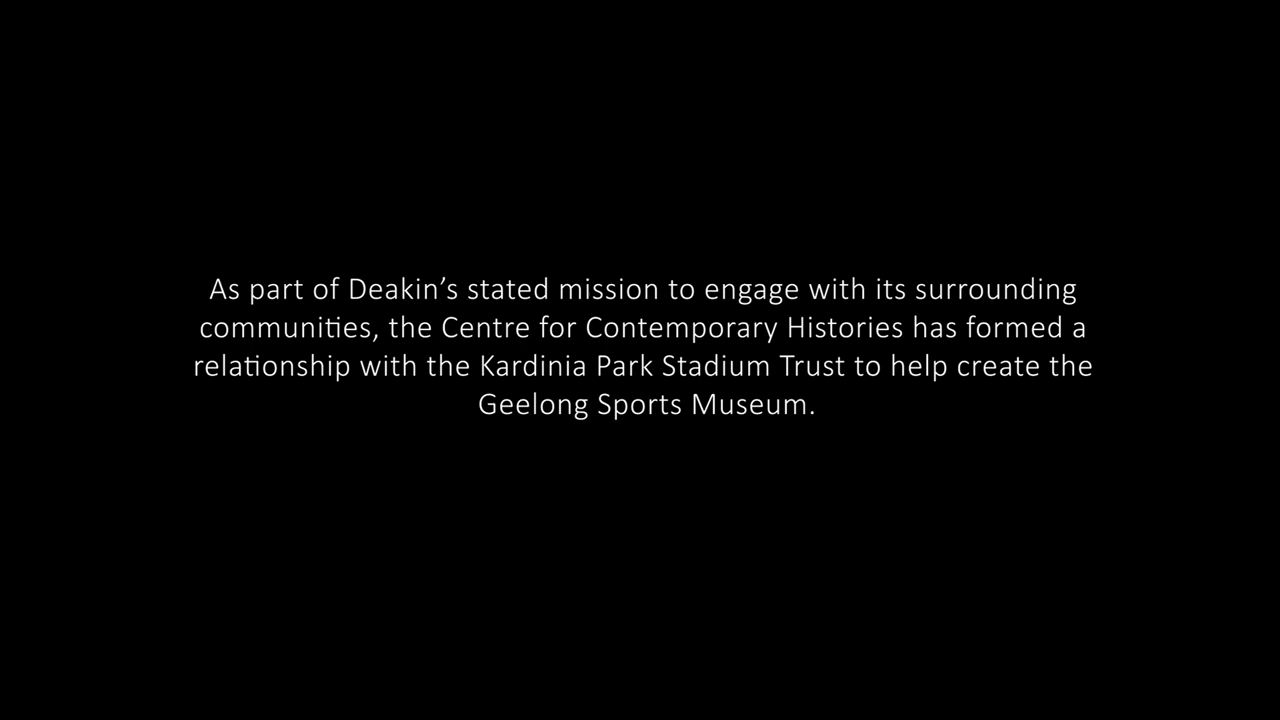 As part of Deakin’s stated mission to engage with its surrounding
communities, the Centre for Contemporary Histories has formed a
relationship with the Kardinia Park Stadium Trust to help create the
Geelong Sports Museum.